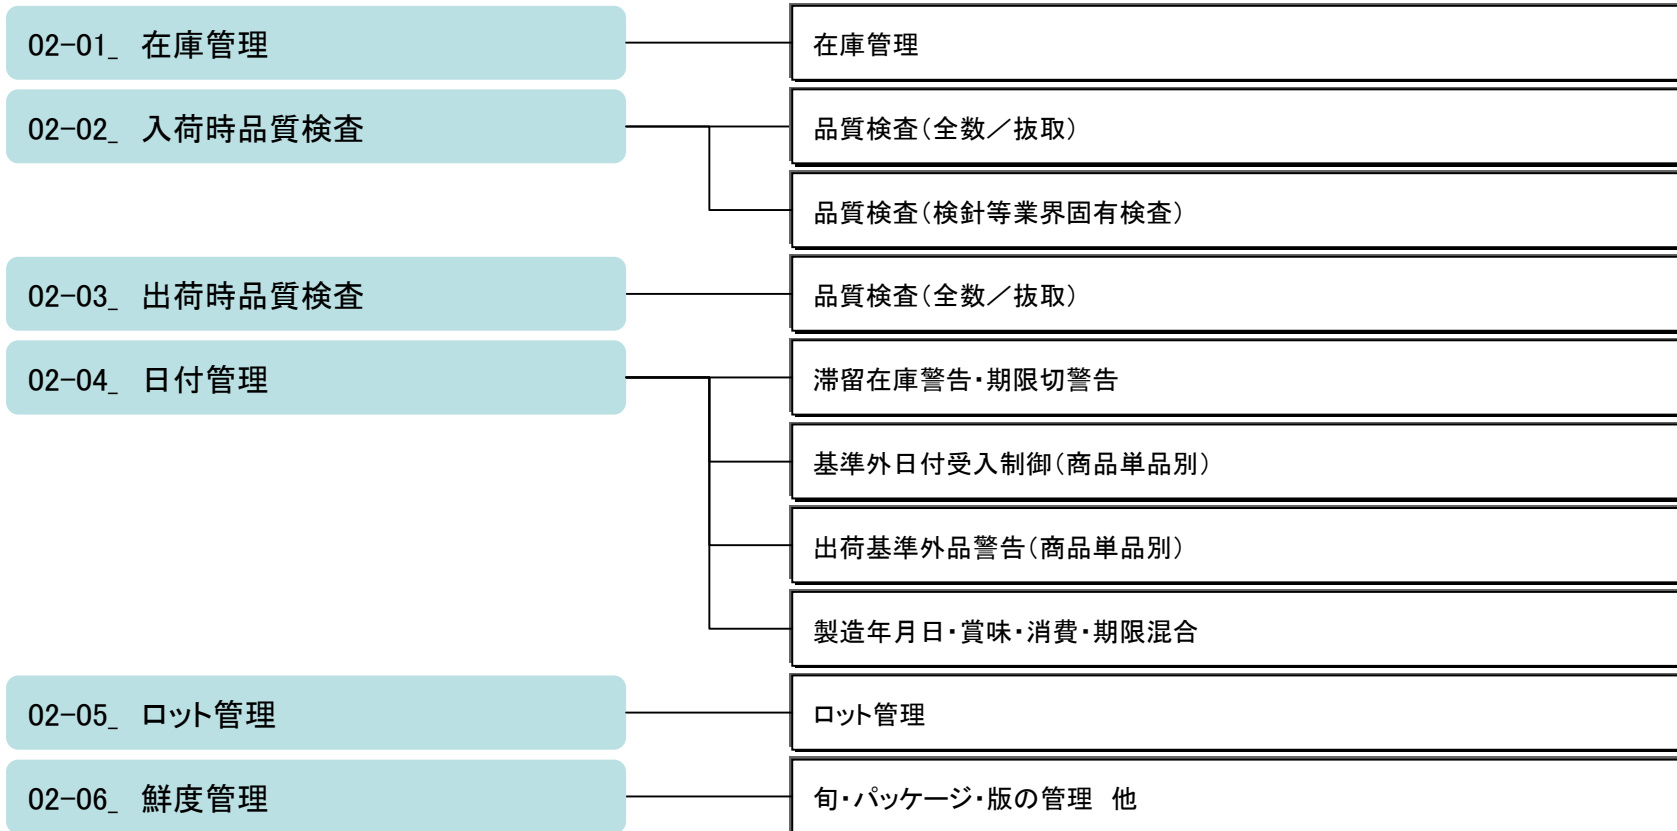 02-01_ 在庫管理
在庫管理
02-02_ 入荷時品質検査
品質検査(全数／抜取)
品質検査(検針等業界固有検査)
02-03_ 出荷時品質検査
品質検査(全数／抜取)
02-04_ 日付管理
滞留在庫警告・期限切警告
基準外日付受入制御(商品単品別)
出荷基準外品警告(商品単品別)
製造年月日・賞味・消費・期限混合
02-05_ ロット管理
ロット管理
02-06_ 鮮度管理
旬・パッケージ・版の管理 他